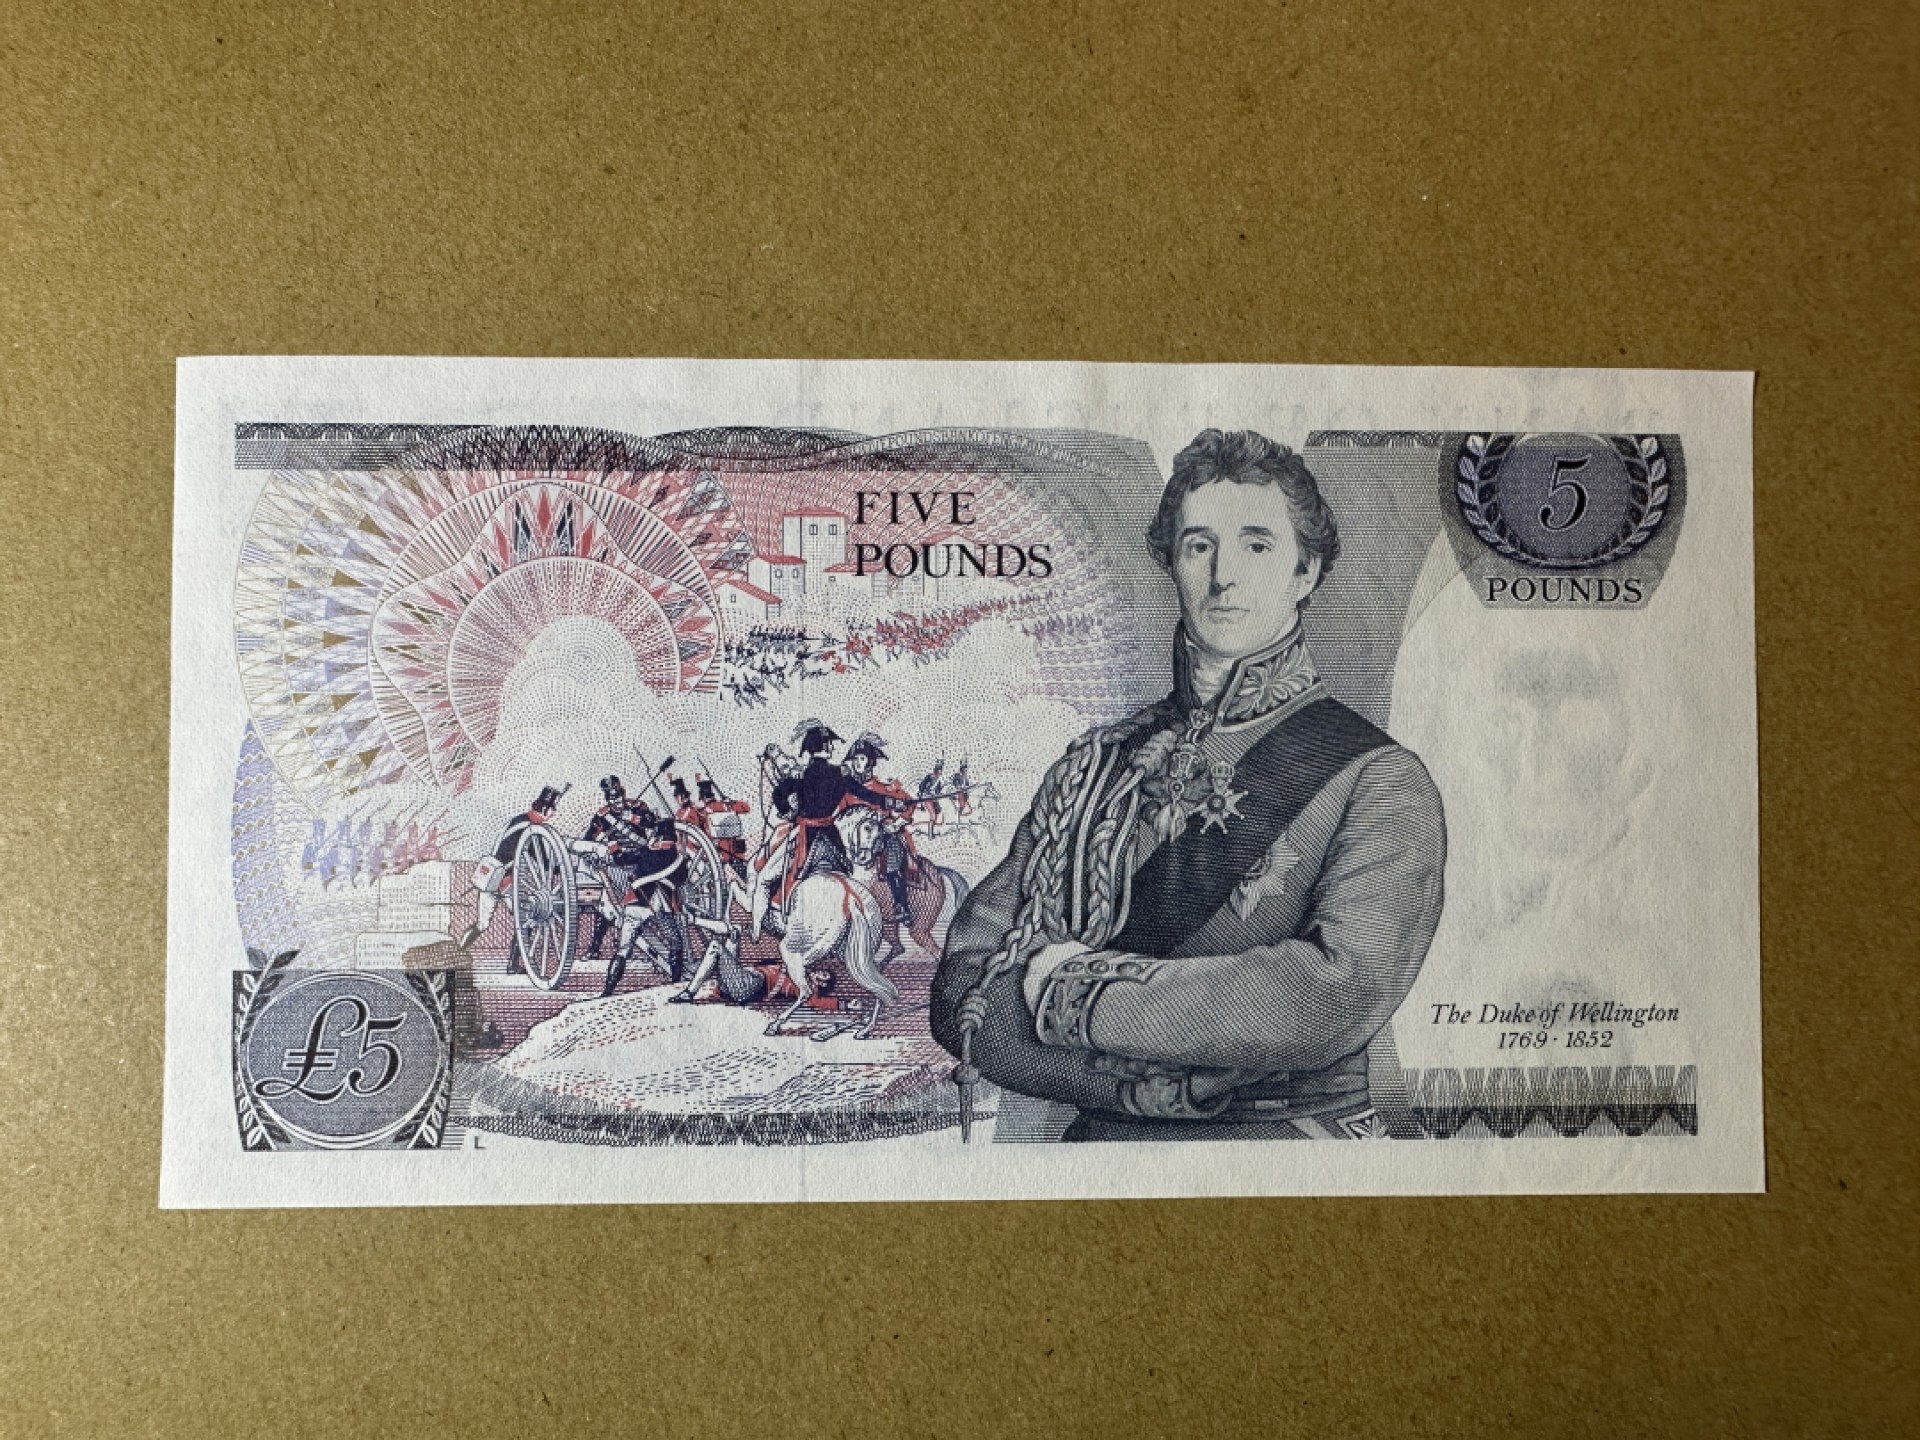 FIVE
POUNDS
5
POUNDS
The Duke of Wellington
1769 · 1852
£5
L